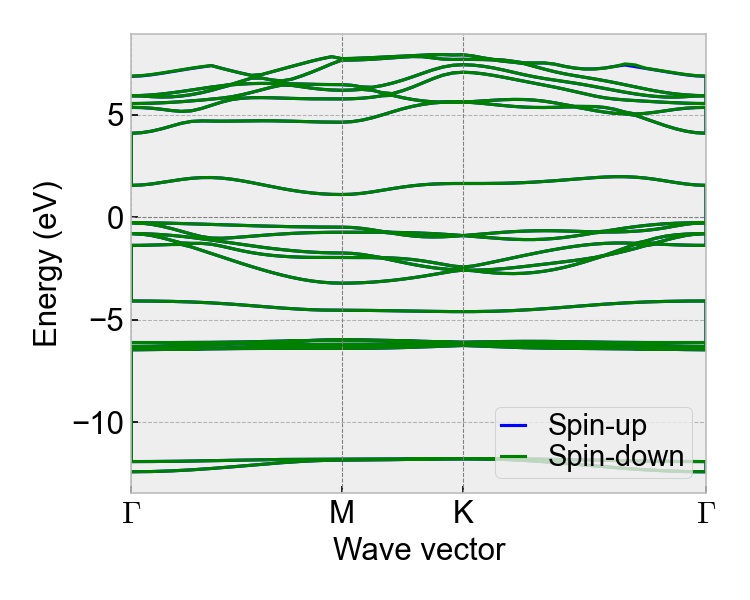 Energy (eV)
5
0
−5
−10
Spin-up
Spin-down
Γ
M
K
Γ
Wave vector